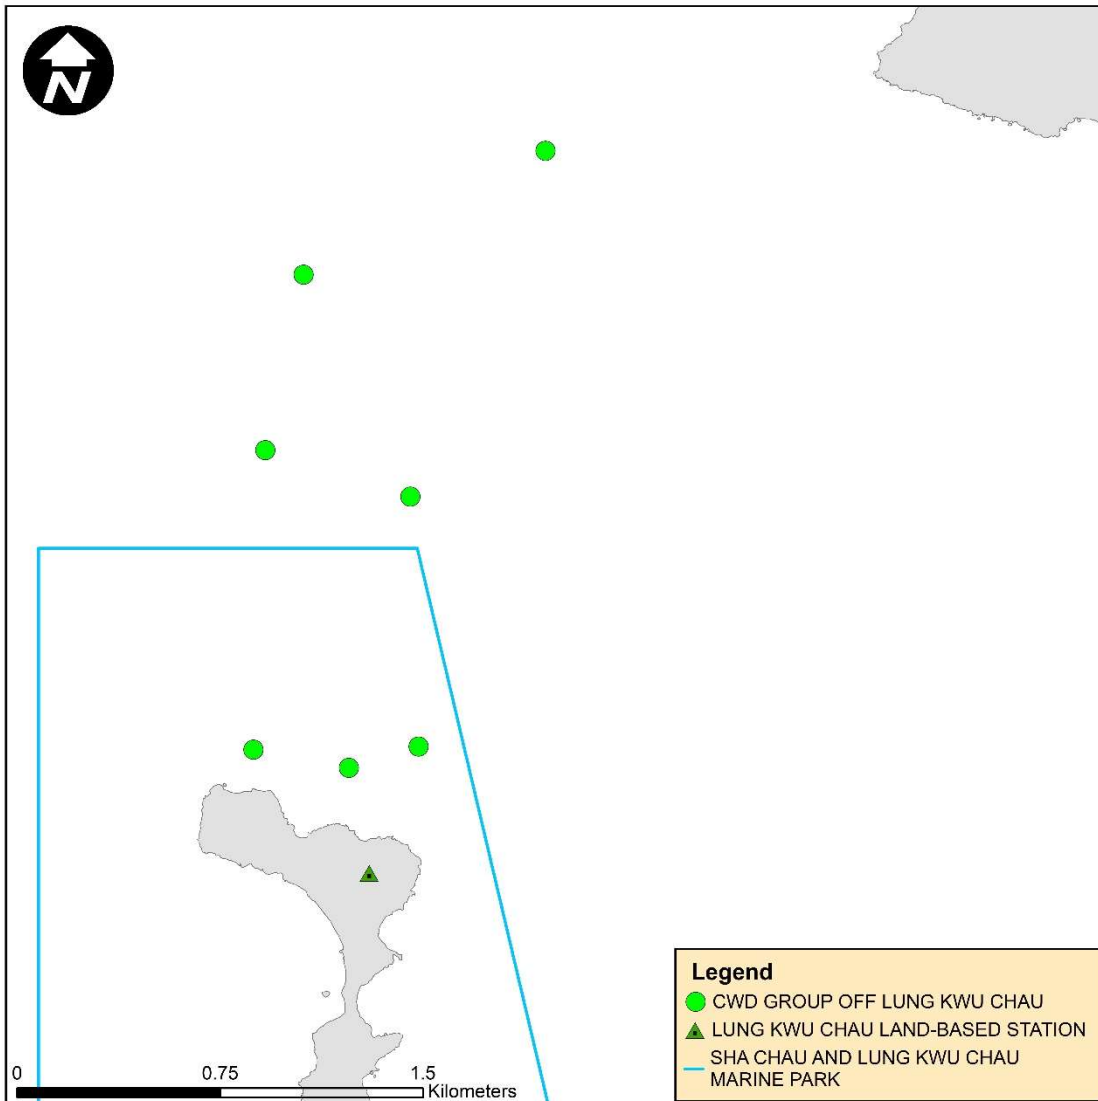 N
Legend
CWD GROUP OFF LUNG KWU CHAU
LUNG KWU CHAU LAND-BASED STATION
SHA CHAU AND LUNG KWU CHAU
MARINE PARK
0 0.75 1.5
Kilometers